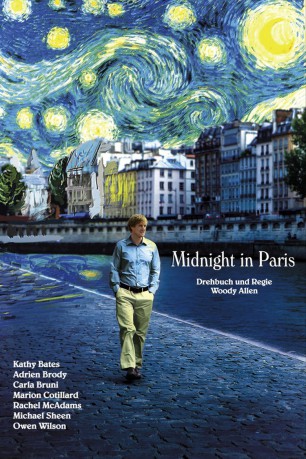 Midnight in Paris
Drehbuch und Regie
Woody Allen
Kathy Bates
Adrien Brody
Carla Bruni
Marion Cotillard
Rachel McAdams
Michael Sheen
Owen Wilson